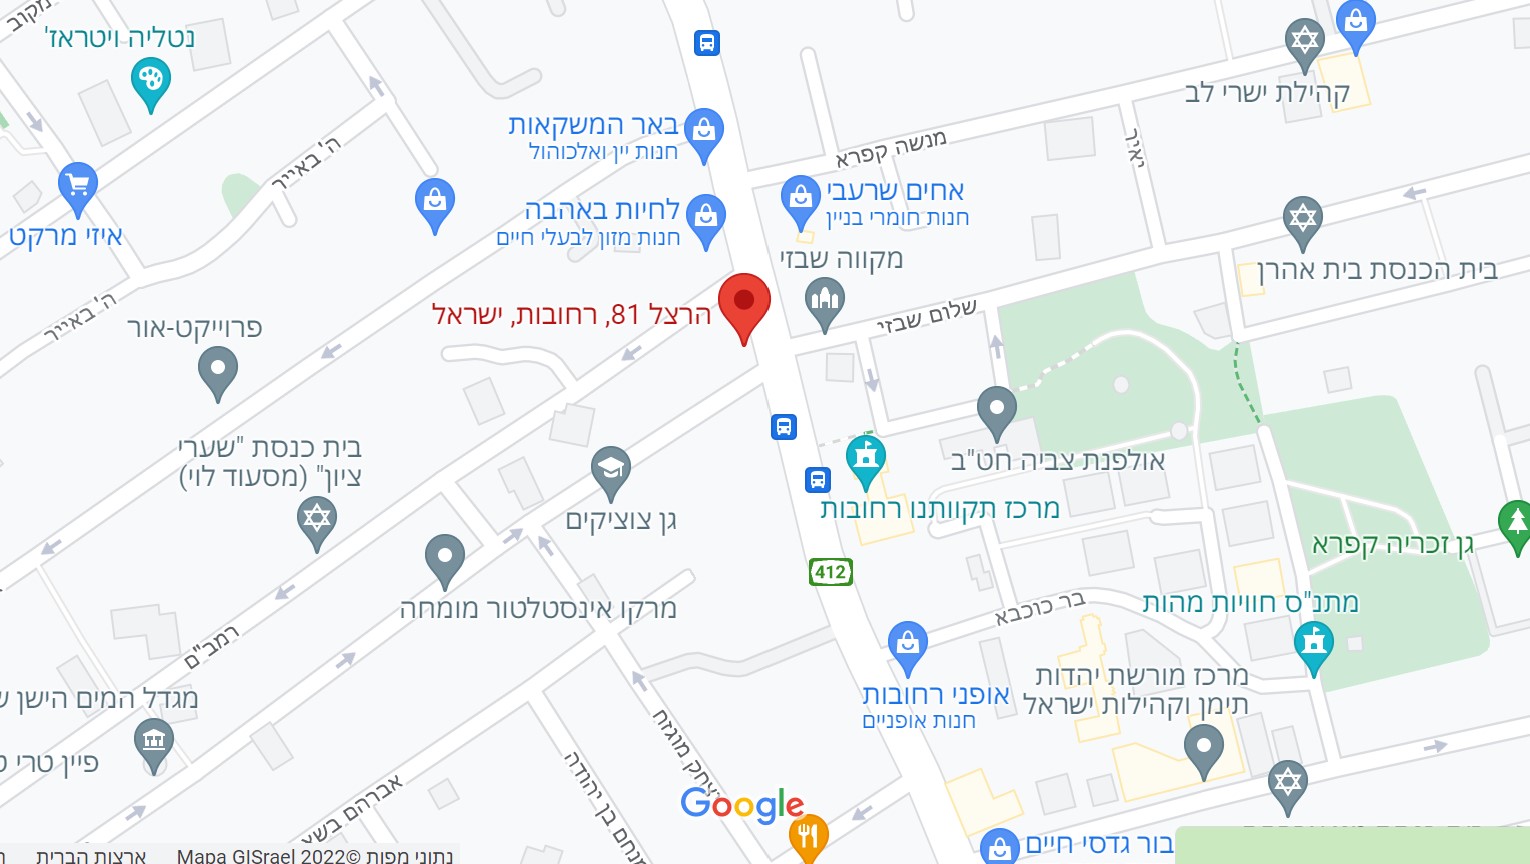 נטליה ויטראז'
קהילת ישרי לב
באר המשקאות
חנות יין ואלכוהול
מנשה קפרא
יאיר
ה' באייר
איזי מרקט
לחיות באהבה
חנות מזון לבעלי חיים
אחים שרעבי
חנות חומרי בניין
מקווה שבזי
בית הכנסת בית אהרן
ה' באייר
פרוייקט-אור
הרצל 81, רחובות, ישראל
שלום שבזי
בית כנסת "שערי
ציון" (מסעוד לוי)
אולפנת צביה חט"ב
גן צוציקים
מרכז תקוותנו רחובות
גן זכריה קפרא
412
מרקו אינסטלטור מומחה
בר כוכבא
מתנ"ס חוויות מהות
רמב"ם
מגדל המים הישן
אופני רחובות
חנות אופניים
מרכז מורשת יהדות
תימן וקהילות ישראל
פיין טרי
יצחק מוגזח
מנחם בן יהודה
אברהם בשא
Google
בור גדסי חיים
נתוני מפות ©2022 Mapa GISrael
ארצות הברית